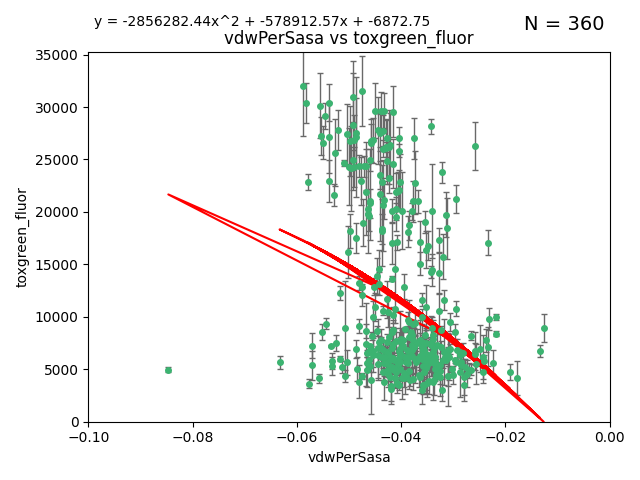 y = -2856282.44x^2 + -578912.57x + -6872.75
N = 360
vdwPerSasa vs toxgreen_fluor
35000
30000
25000
20000
15000
10000
5000
0
toxgreen_fluor
−0.10
−0.08
−0.06
−0.04
−0.02
0.00
vdwPerSasa